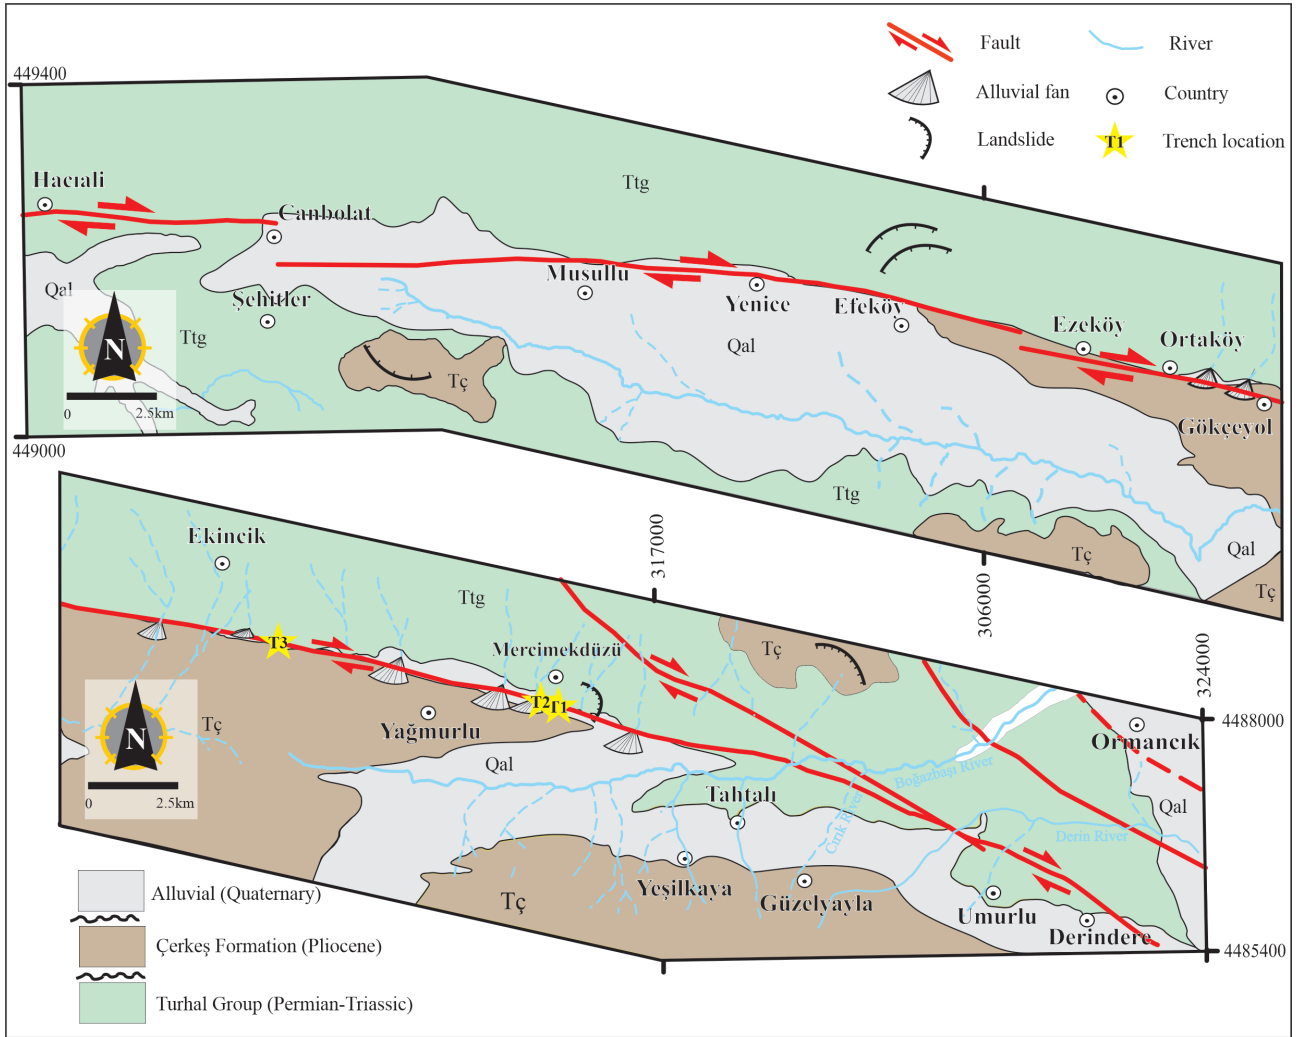 Fault
River
Alluvial fan
Country
Landslide
T1
Trench location
449400
Ttg
Hacıali
Canbolat
Musullu
Yenice
Efeköy
Ezeköy
Ortaköy
Gökçeyol
Qal
Şehitler
Ttg
N
0
2.5km
Tç
Qal
449000
Ttg
Tç
Qal
Tç
306000
317000
324000
Ekincik
Ttg
T3
Mercimekdüzü
T2
T1
Tç
Tç
Yağmurlu
Qal
N
0
2.5km
Boğazbaşı River
Ormancık
4488000
Qal
Tahtalı
Cırık River
Derin River
Yeşilkaya
Güzelyayla
Tç
Umurlu
Derindere
4485400
Alluvial (Quaternary)
Çerkeş Formation (Pliocene)
Turhal Group (Permian-Triassic)